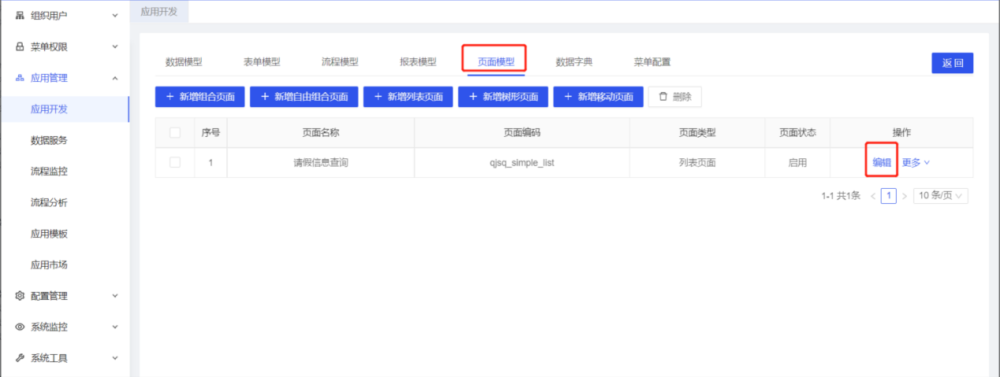 组织用户
菜单权限
应用管理
应用开发
数据服务
流程监控
流程分析
应用模板
应用市场
配置管理
系统监控
系统工具
应用开发
数据模型 表单模型 流程模型 报表模型 页面模型 数据字典 菜单配置 返回
+ 新增组合页面 + 新增自由组合页面 + 新增列表页面 + 新增树形页面 + 新增移动页面 删除
序号 页面名称 页面编码 页面类型 页面状态 操作
1 请假信息查询 qjsq_simple_list 列表页面 启用 编辑 更多
1-1 共1条 < 1 > 10 条/页